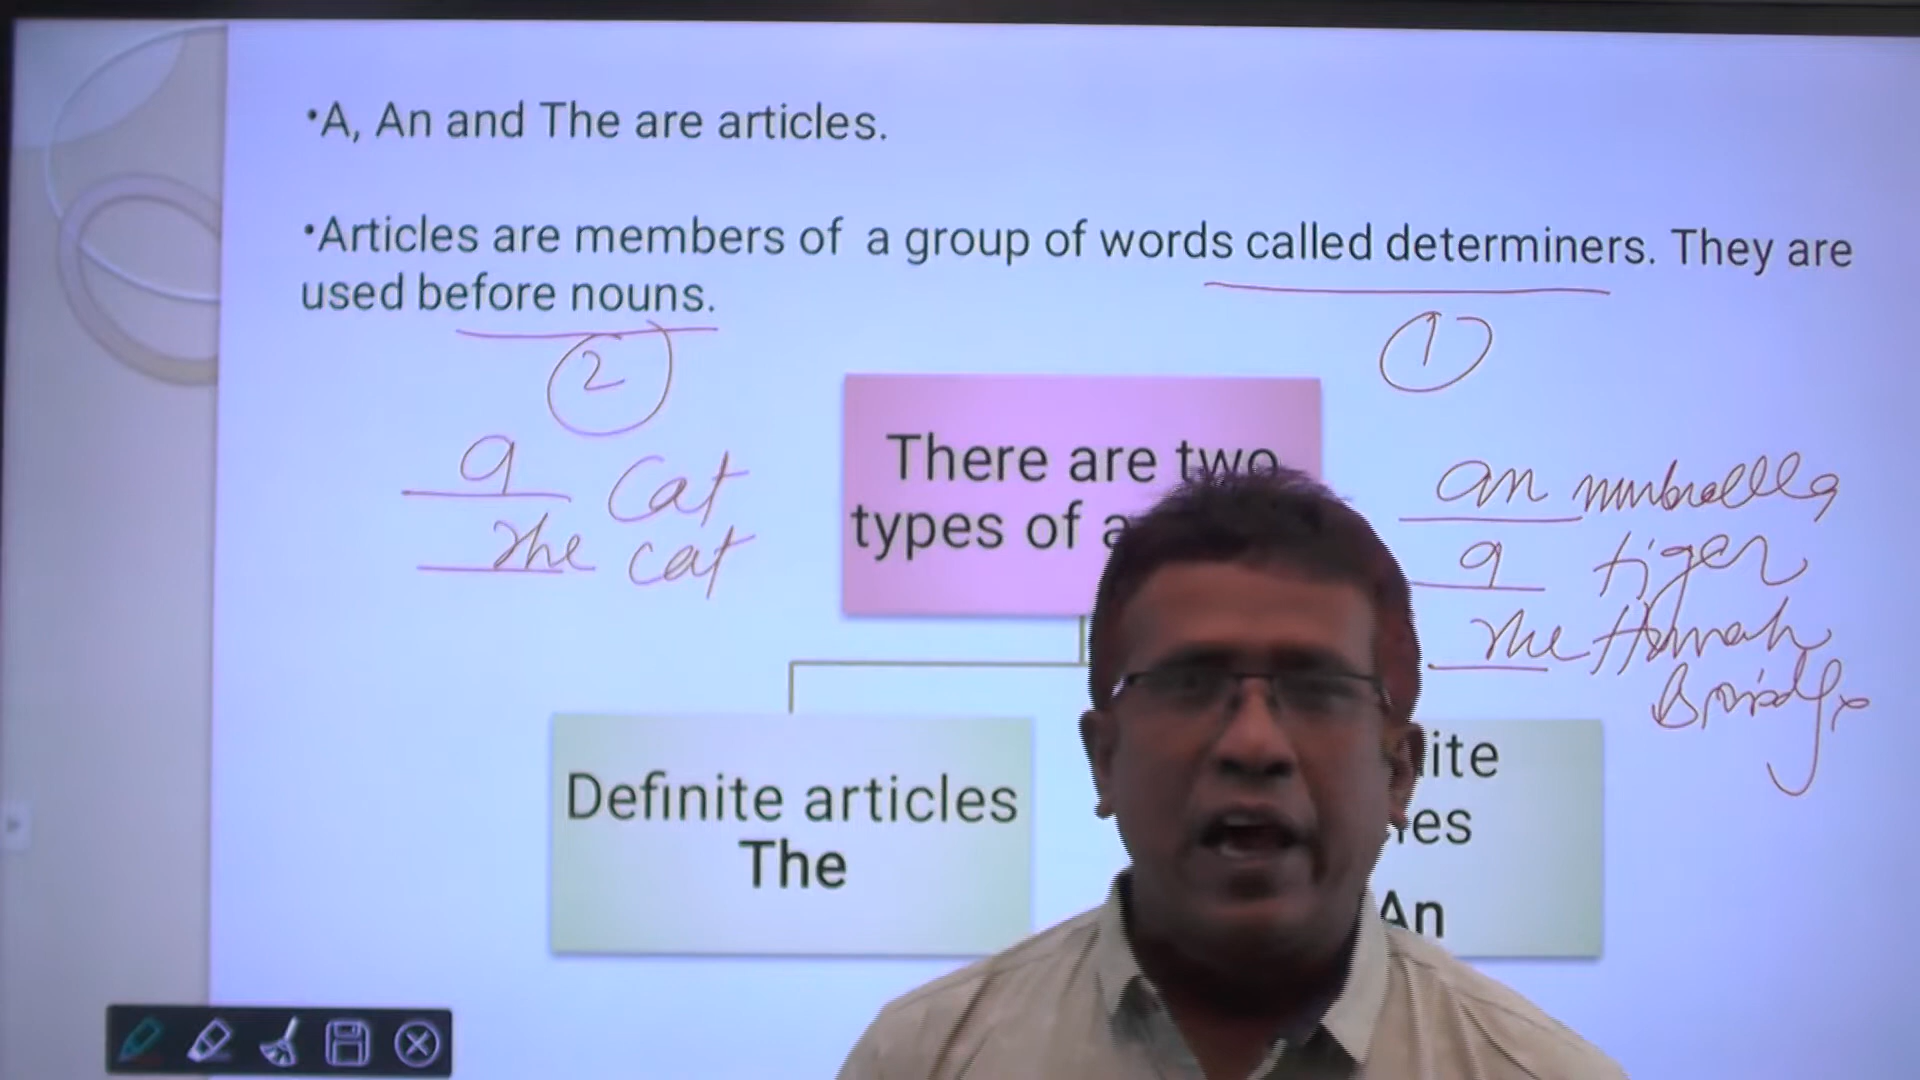 •A, An and The are articles.
•Articles are members of a group of words called determiners. They are
used before nouns.
1
2
a cat
The cat
There are two
types of a
an umbrella
a tiger
The Howrah
Bridge
Definite articles
The
ite
es
An